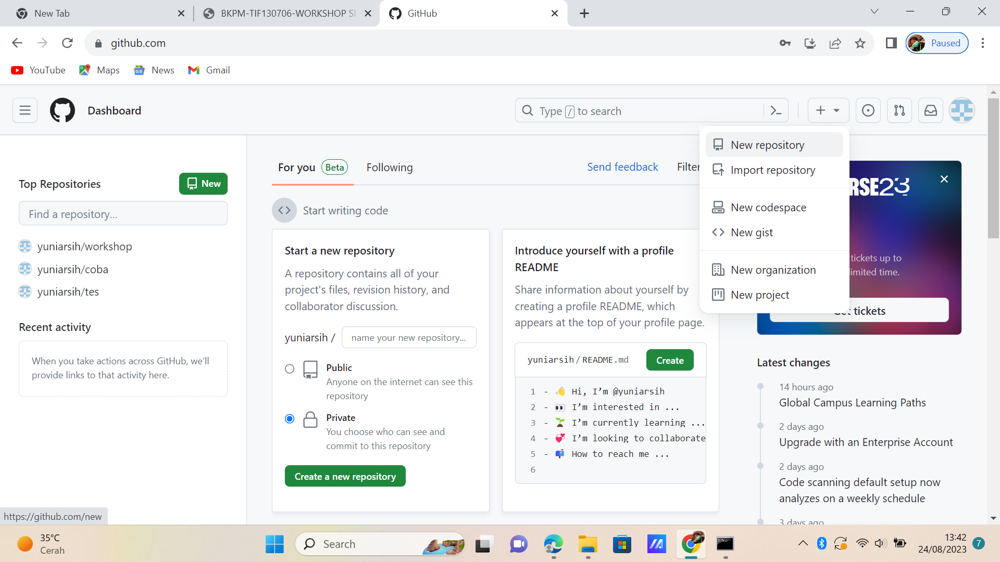 New Tab
BKPM-TIF130706-WORKSHOP
GitHub
github.com
Paused
YouTube
Maps
News
Gmail
Dashboard
Type / to search
New repository
Import repository
New codespace
New gist
New organization
New project
Top Repositories
New
Find a repository...
yuniarsih/workshop
yuniarsih/coba
yuniarsih/tes
Recent activity
When you take actions across GitHub, we’ll
provide links to that activity here.
For you Beta
Following
Send feedback
Filter
Start writing code
Start a new repository
A repository contains all of your
project's files, revision history, and
collaborator discussion.
yuniarsih /
name your new repository...
Public
Anyone on the internet can see this
repository
Private
You choose who can see and
commit to this repository
Create a new repository
Introduce yourself with a profile
README
Share information about yourself by
creating a profile README, which
appears at the top of your profile page.
yuniarsih / README.md
Create
1 - 👋 Hi, I’m @yuniarsih
2 - 👀 I’m interested in ...
3 - 🌱 I’m currently learning ...
4 - 💞️ I’m looking to collaborate
5 - 📫 How to reach me ...
6
RSE23
tickets up to
limited time.
tickets
Latest changes
14 hours ago
Global Campus Learning Paths
2 days ago
Upgrade with an Enterprise Account
2 days ago
Code scanning default setup now
analyzes on a weekly schedule
3 days ago
https://github.com/new
35°C
Cerah
Search
13:42
24/08/2023
7